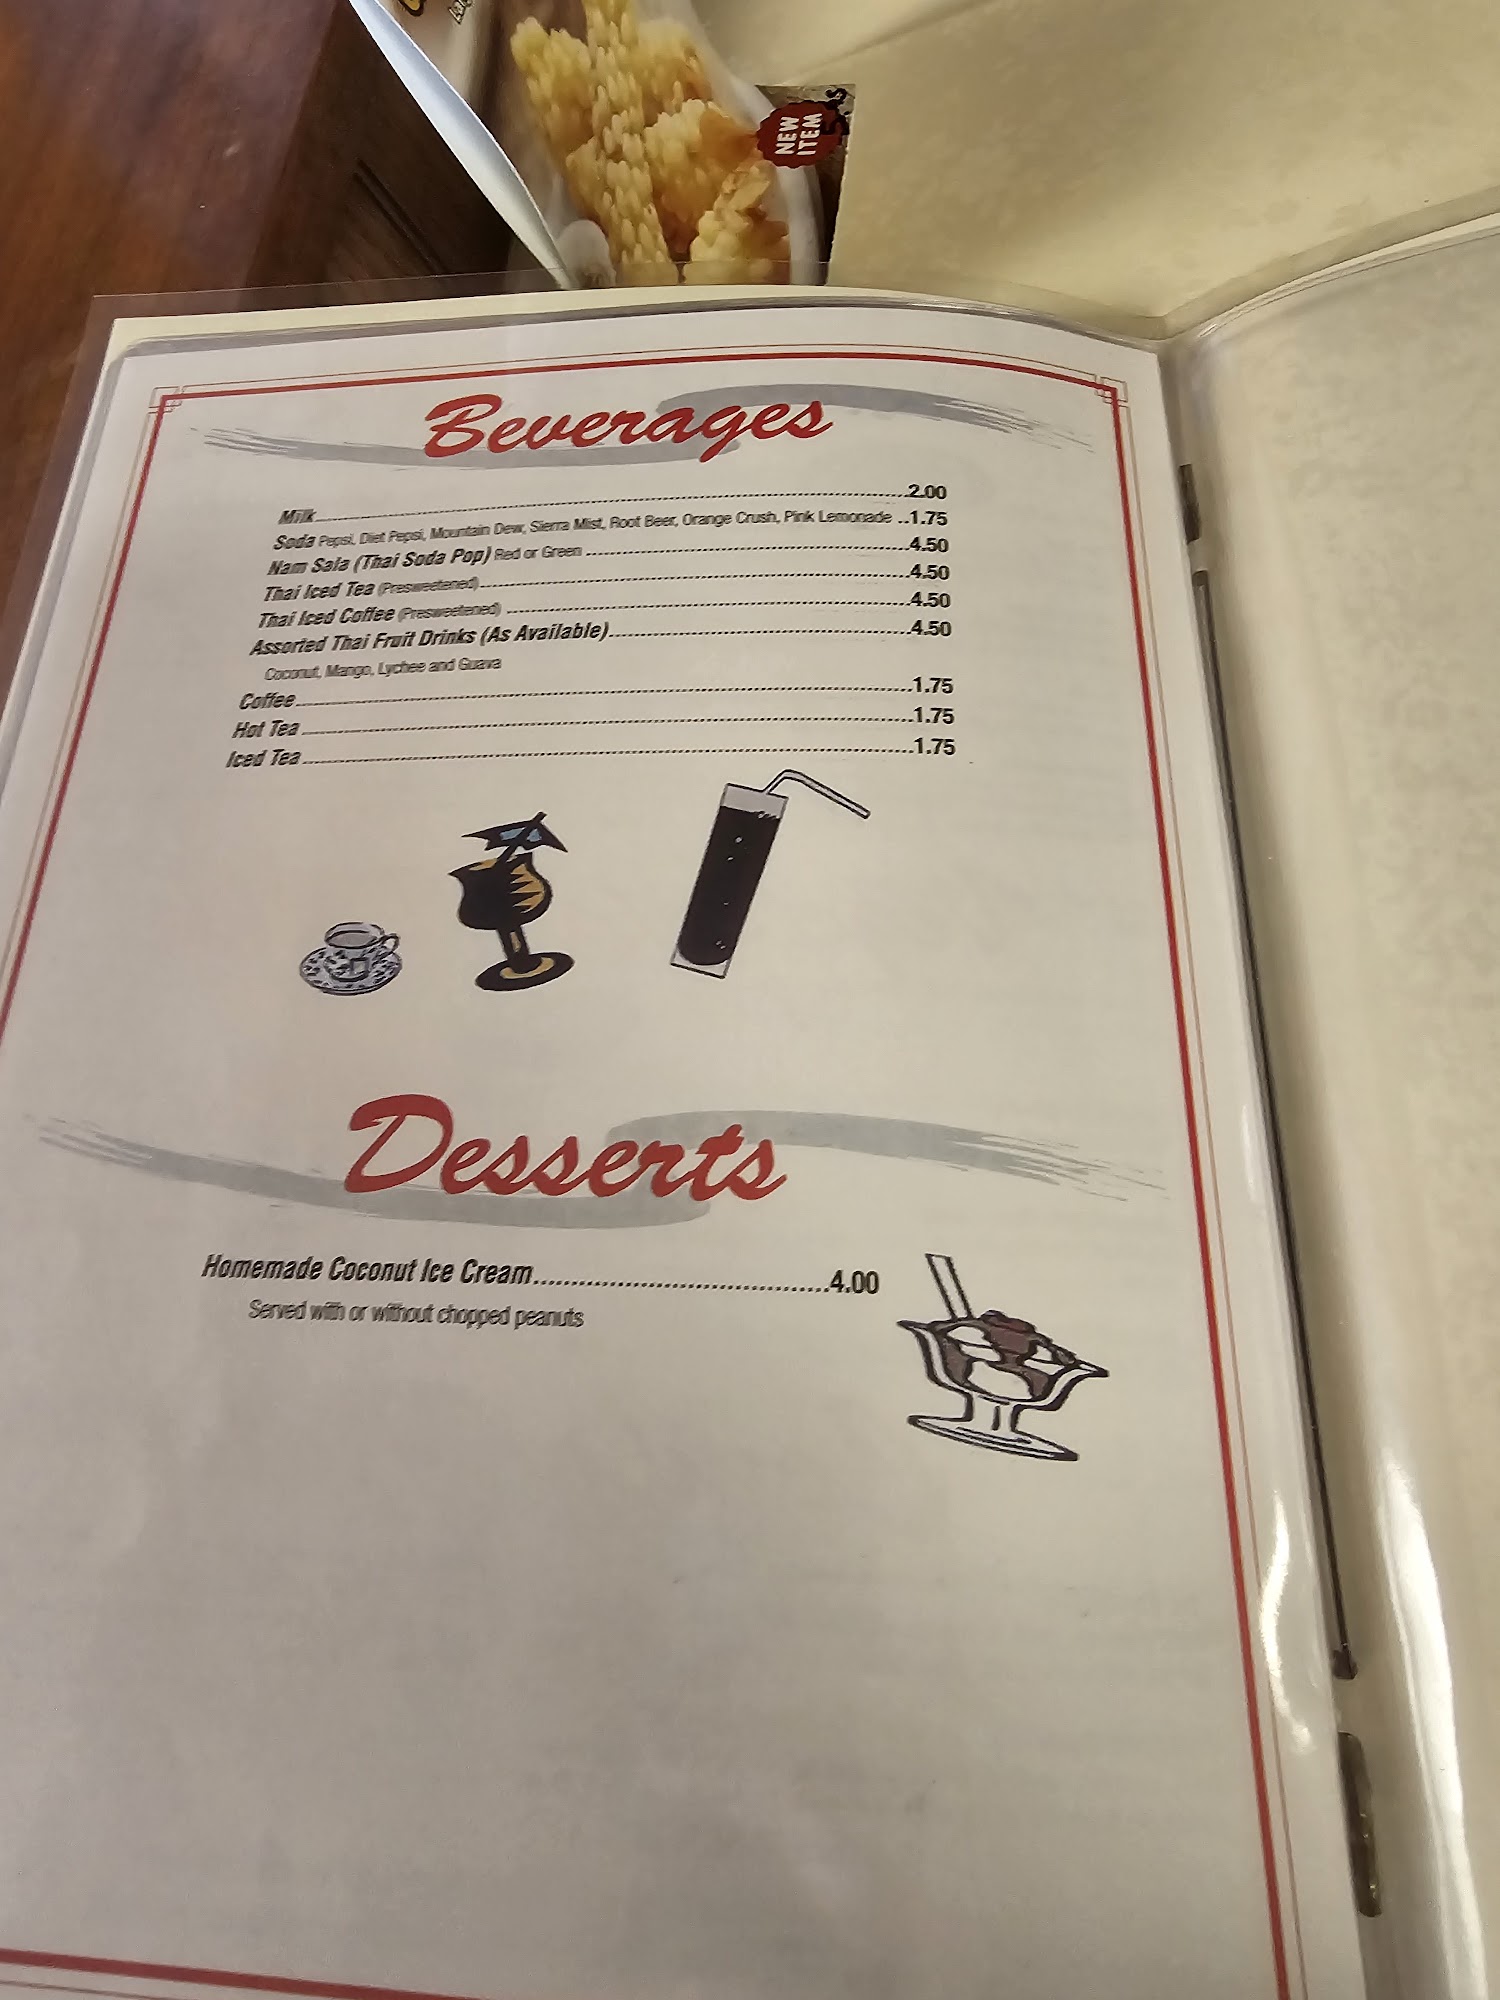 NEW
ITEM
Beverages
Milk 2.00
Soda Pepsi, Diet Pepsi, Mountain Dew, Sierra Mist, Root Beer, Orange Crush, Pink Lemonade 1.75
Nam Sala (Thai Soda Pop) Red or Green 4.50
Thai Iced Tea (Presweetened) 4.50
Thai Iced Coffee (Presweetened) 4.50
Assorted Thai Fruit Drinks (As Available) 4.50
Coconut, Mango, Lychee and Guava
Coffee 1.75
Hot Tea 1.75
Iced Tea 1.75
Desserts
Homemade Coconut Ice Cream 4.00
Served with or without chopped peanuts